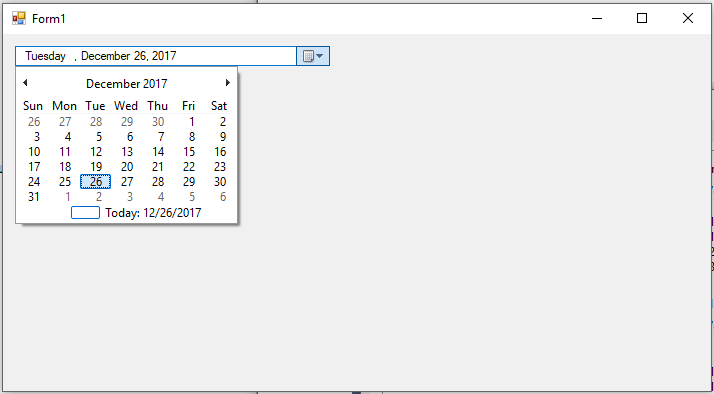 Form1
Tuesday , December 26, 2017
December 2017
Sun Mon Tue Wed Thu Fri Sat
26 27 28 29 30 1 2
3 4 5 6 7 8 9
10 11 12 13 14 15 16
17 18 19 20 21 22 23
24 25 26 27 28 29 30
31 1 2 3 4 5 6
Today: 12/26/2017